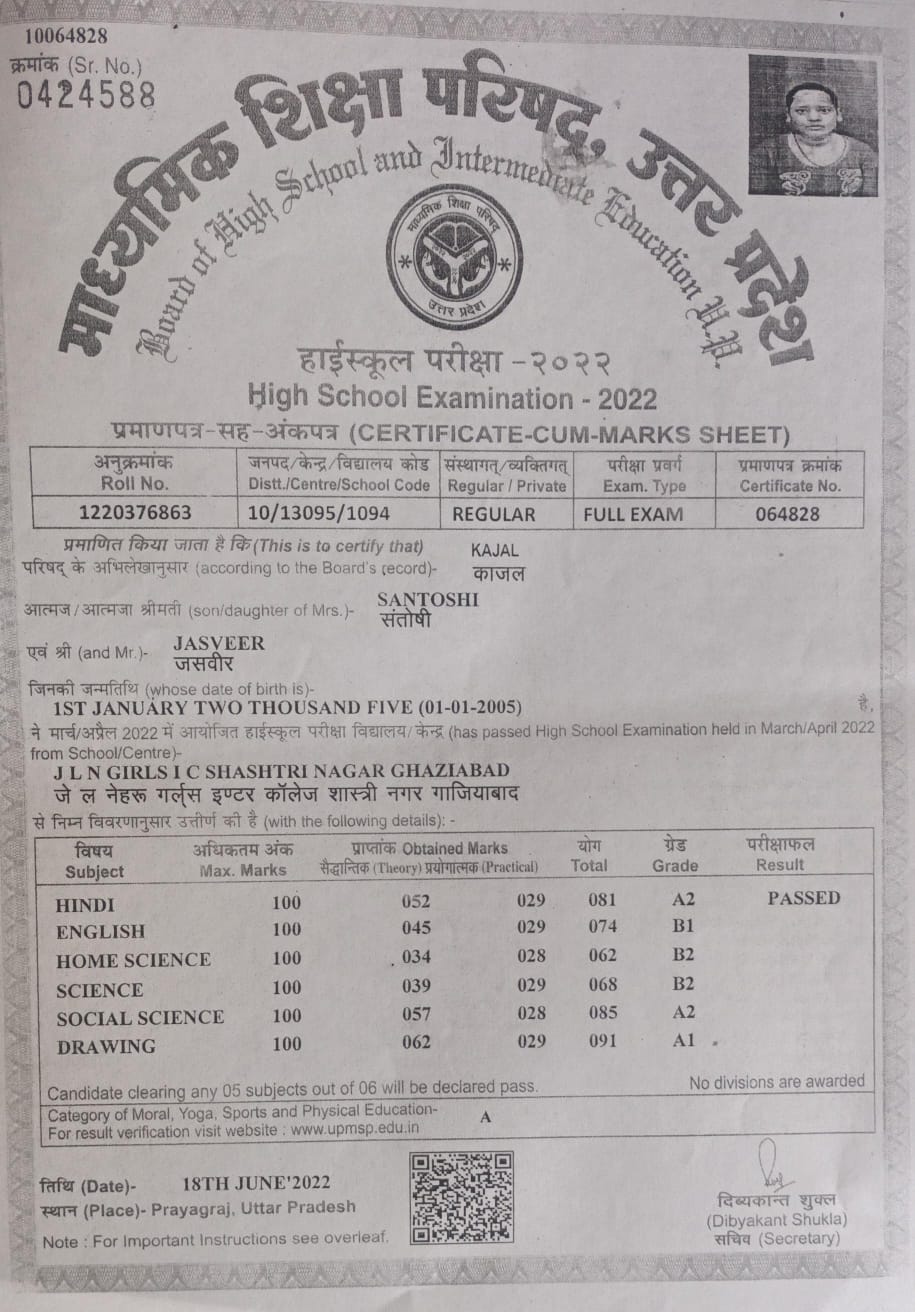 10064828
क्रमांक (Sr. No.)
0424588
माध्यमिक शिक्षा परिषद, उत्तर प्रदेश
Board of High School and Intermediate Education U.P.
माध्यमिक शिक्षा परिषद्
उत्तर प्रदेश
हाईस्कूल परीक्षा -२०२२
High School Examination - 2022
प्रमाणपत्र-सह-अंकपत्र (CERTIFICATE-CUM-MARKS SHEET)
अनुक्रमांक जनपद/केन्द्र/विद्यालय कोड संस्थागत्/व्यक्तिगत् परीक्षा प्रवर्ग प्रमाणपत्र क्रमांक
Roll No. Distt./Centre/School Code Regular / Private Exam. Type Certificate No.
1220376863 10/13095/1094 REGULAR FULL EXAM 064828
प्रमाणित किया जाता है कि (This is to certify that) KAJAL
परिषद् के अभिलेखानुसार (according to the Board's record)- काजल
आत्मज/आत्मजा श्रीमती (son/daughter of Mrs.)- SANTOSHI
संतोषी
एवं श्री (and Mr.)- JASVEER
जसवीर
जिनकी जन्मतिथि (whose date of birth is)-
1ST JANUARY TWO THOUSAND FIVE (01-01-2005) है,
ने मार्च/अप्रैल 2022 में आयोजित हाईस्कूल परीक्षा विद्यालय/केन्द्र (has passed High School Examination held in March/April 2022
from School/Centre)-
J L N GIRLS I C SHASHTRI NAGAR GHAZIABAD
जे ल नेहरू गर्ल्स इण्टर कॉलेज शास्त्री नगर गाजियाबाद
से निम्न विवरणानुसार उत्तीर्ण की है (with the following details): -
विषय अधिकतम अंक प्राप्तांक Obtained Marks योग ग्रेड परीक्षाफल
Subject Max. Marks सैद्धान्तिक (Theory) प्रयोगात्मक (Practical) Total Grade Result
HINDI 100 052 029 081 A2 PASSED
ENGLISH 100 045 029 074 B1
HOME SCIENCE 100 034 028 062 B2
SCIENCE 100 039 029 068 B2
SOCIAL SCIENCE 100 057 028 085 A2
DRAWING 100 062 029 091 A1
Candidate clearing any 05 subjects out of 06 will be declared pass. No divisions are awarded
Category of Moral, Yoga, Sports and Physical Education- A
For result verification visit website : www.upmsp.edu.in
तिथि (Date)- 18TH JUNE'2022
स्थान (Place)- Prayagraj, Uttar Pradesh
Note : For Important Instructions see overleaf.
दिब्यकान्त शुक्ल
(Dibyakant Shukla)
सचिव (Secretary)